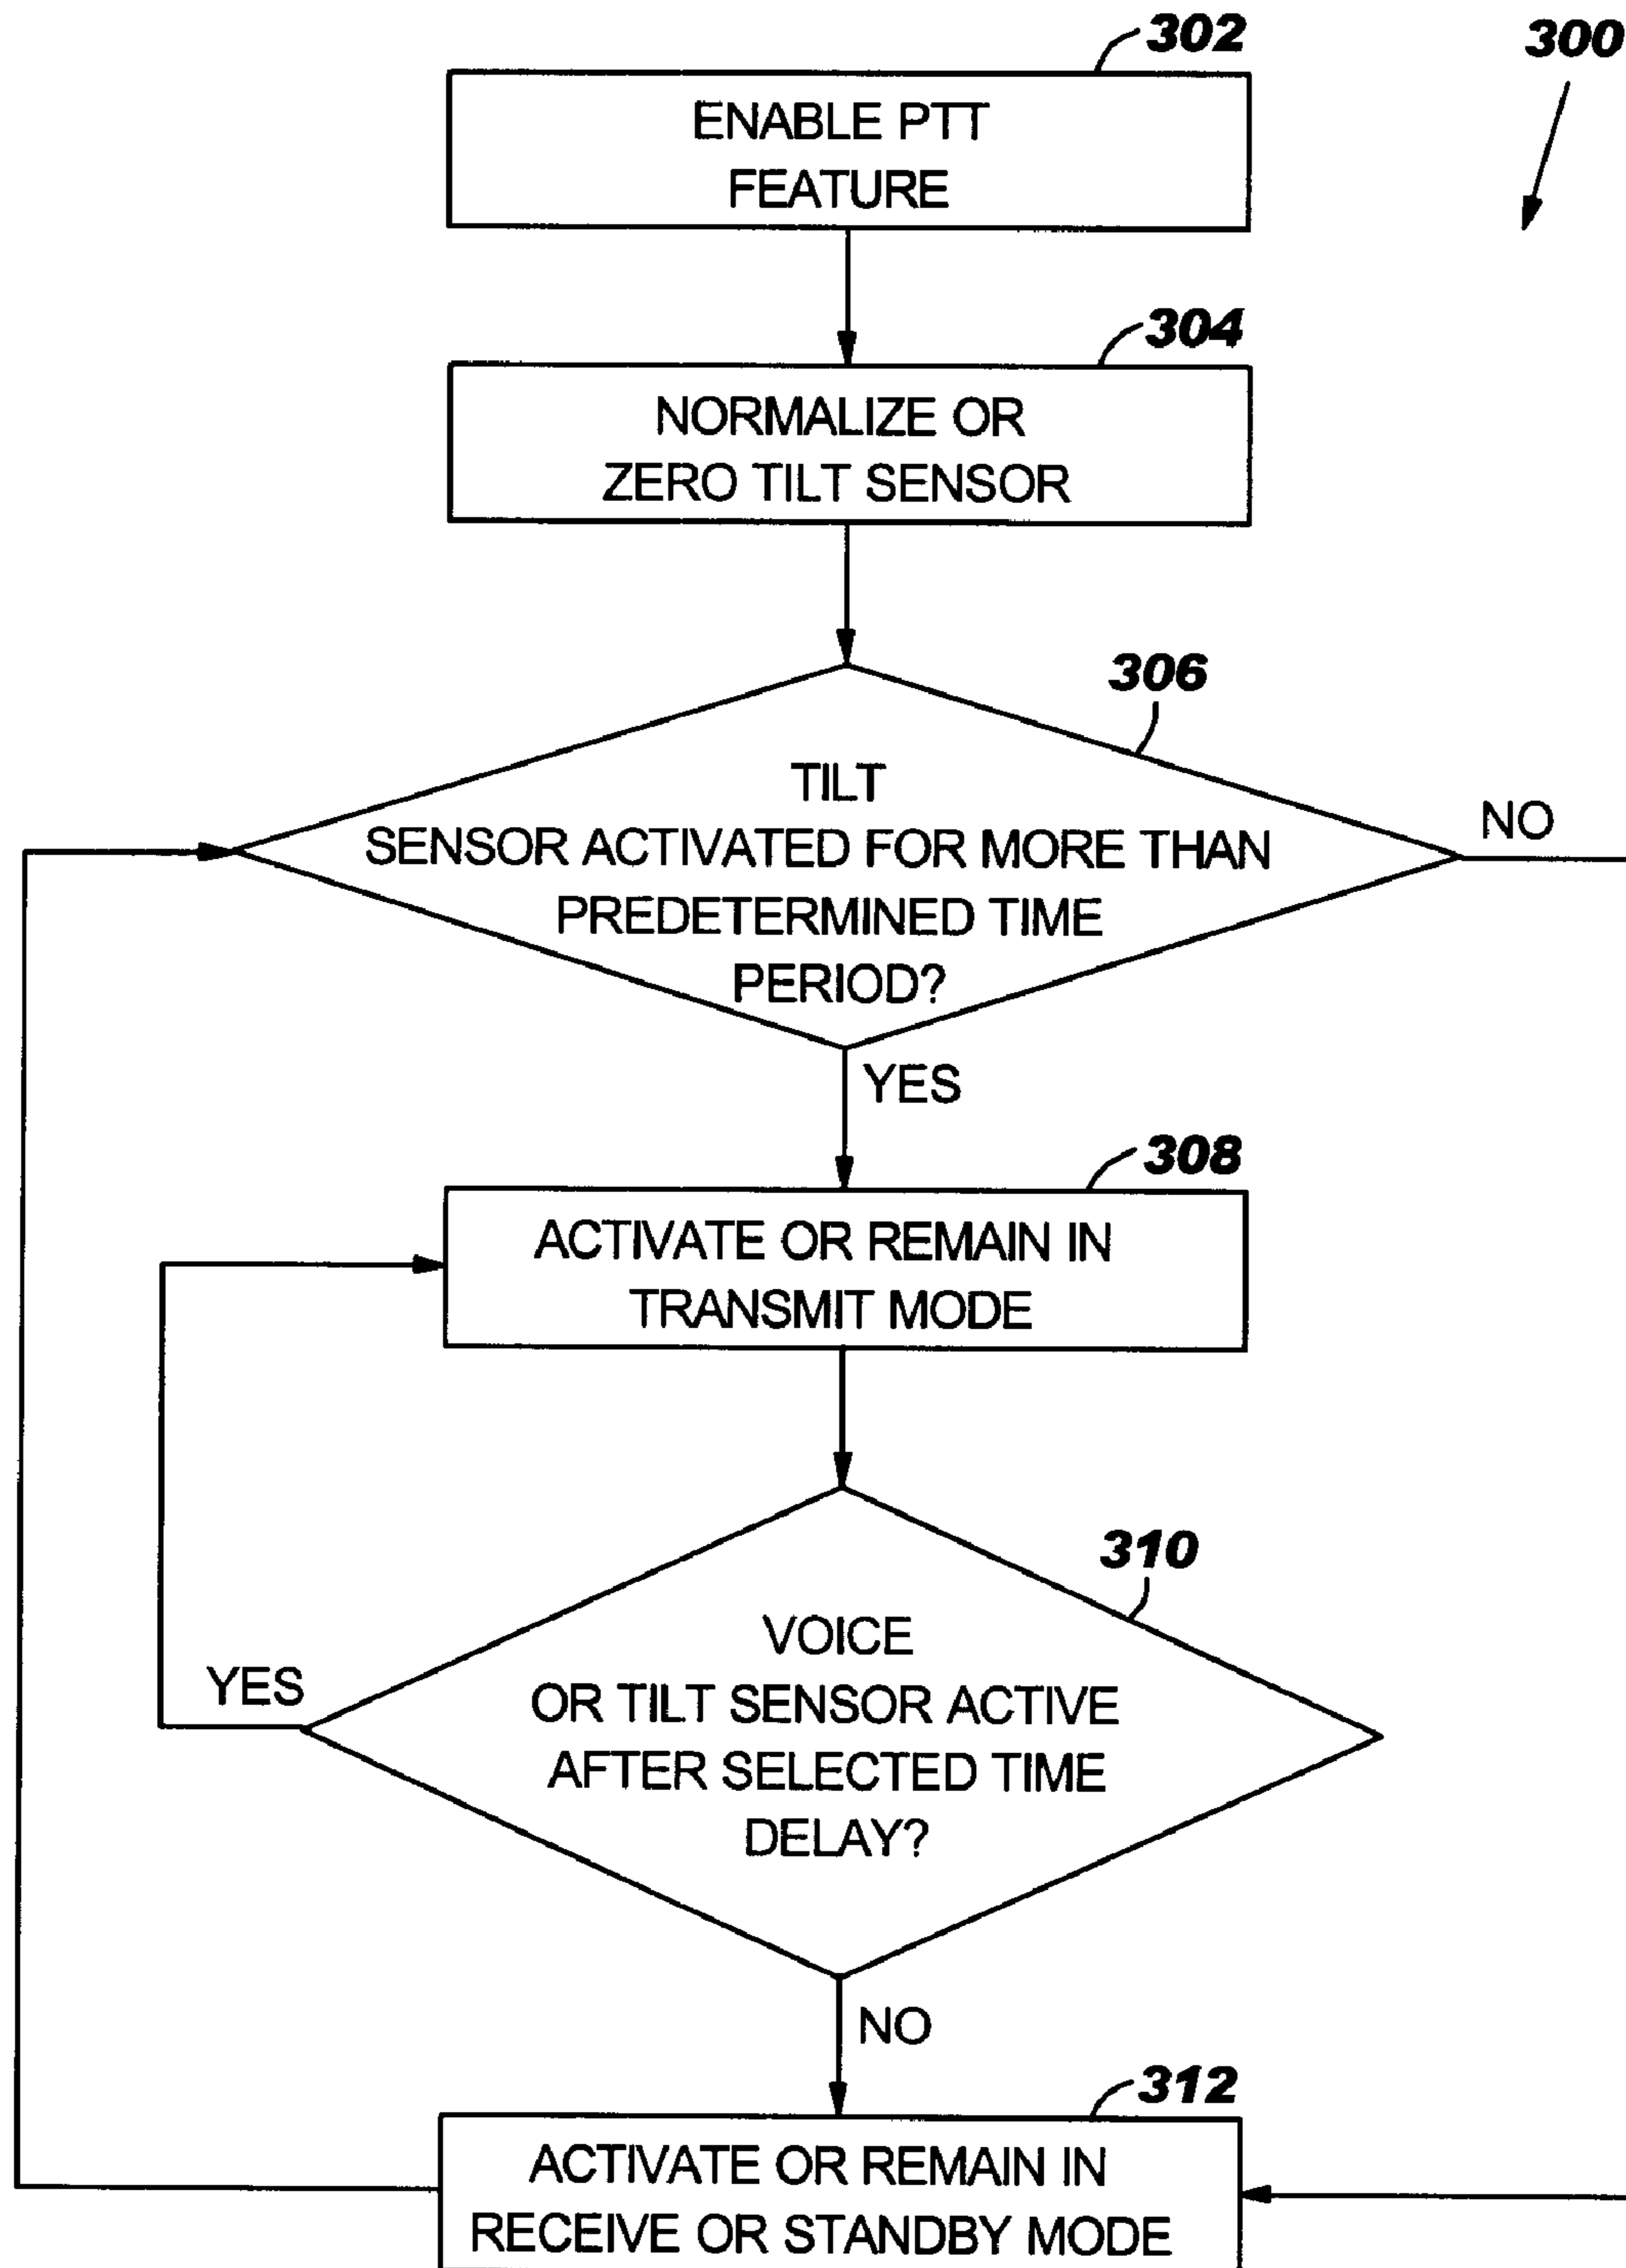 302
300
ENABLE PTT
FEATURE
304
NORMALIZE OR
ZERO TILT SENSOR
306
TILT
SENSOR ACTIVATED FOR MORE THAN
PREDETERMINED TIME
PERIOD?
NO
YES
308
ACTIVATE OR REMAIN IN
TRANSMIT MODE
310
VOICE
OR TILT SENSOR ACTIVE
AFTER SELECTED TIME
DELAY?
YES
NO
312
ACTIVATE OR REMAIN IN
RECEIVE OR STANDBY MODE